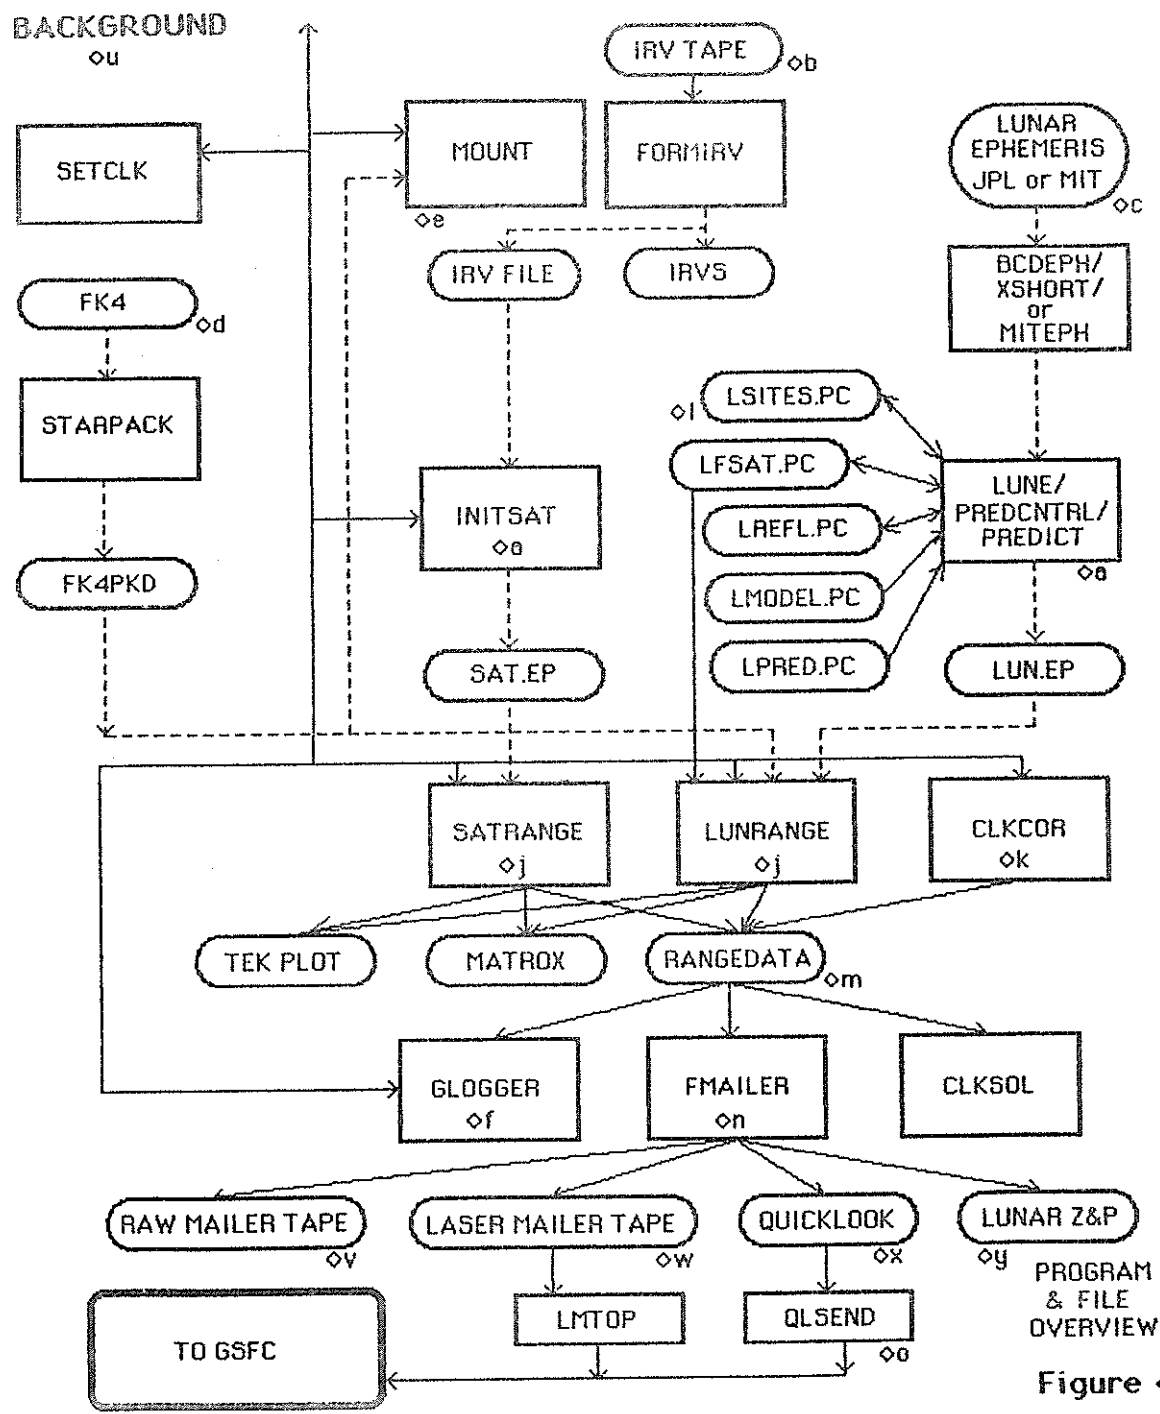 BACKGROUND
◇u
IRV TAPE
◇b
SETCLK
MOUNT
◇e
FORMIRV
LUNAR
EPHEMERIS
JPL or MIT
◇c
IRV FILE
IRVS
BCDEPH/
XSHORT/
or
MITEPH
FK4
◇d
STARPACK
LSITES.PC
◇l
LFSAT.PC
LREFL.PC
LMODEL.PC
LPRED.PC
LUNE/
PREDCNTRL/
PREDICT
◇a
INITSAT
◇a
FK4PKD
SAT.EP
LUN.EP
SATRANGE
◇j
LUNRANGE
◇j
CLKCOR
◇k
TEK PLOT
MATROX
RANGEDATA
◇m
GLOGGER
◇f
FMAILER
◇n
CLKSOL
RAW MAILER TAPE
◇v
LASER MAILER TAPE
◇w
QUICKLOOK
◇x
LUNAR Z&P
◇y
PROGRAM
& FILE
OVERVIEW
TO GSFC
LMTOP
QLSEND
◇o
Figure